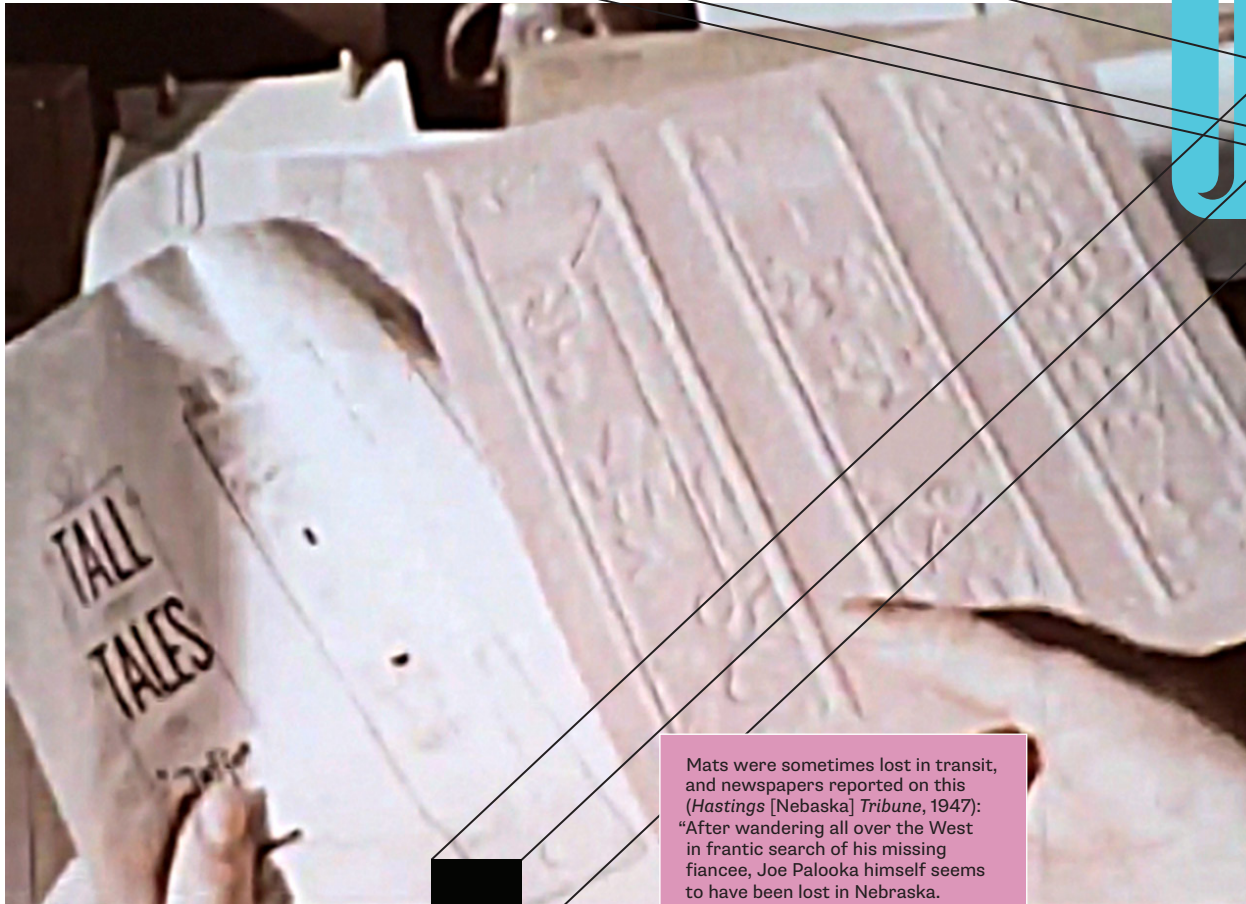 TALL
TALES
Mats were sometimes lost in transit,
and newspapers reported on this
(Hastings [Nebaska] Tribune, 1947):
“After wandering all over the West
in frantic search of his missing
fiancee, Joe Palooka himself seems
to have been lost in Nebraska.